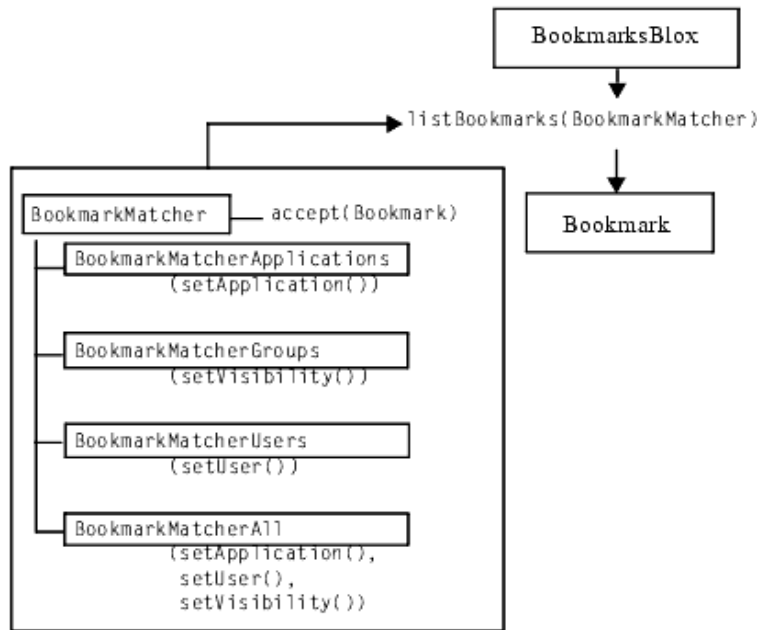 BookmarksBlox
listBookmarks(BookmarkMatcher)
Bookmark
BookmarkMatcher
accept(Bookmark)
BookmarkMatcherApplications
(setApplication())
BookmarkMatcherGroups
(setVisibility())
BookmarkMatcherUsers
(setUser())
BookmarkMatcherAll
(setApplication(),
setUser(),
setVisibility())